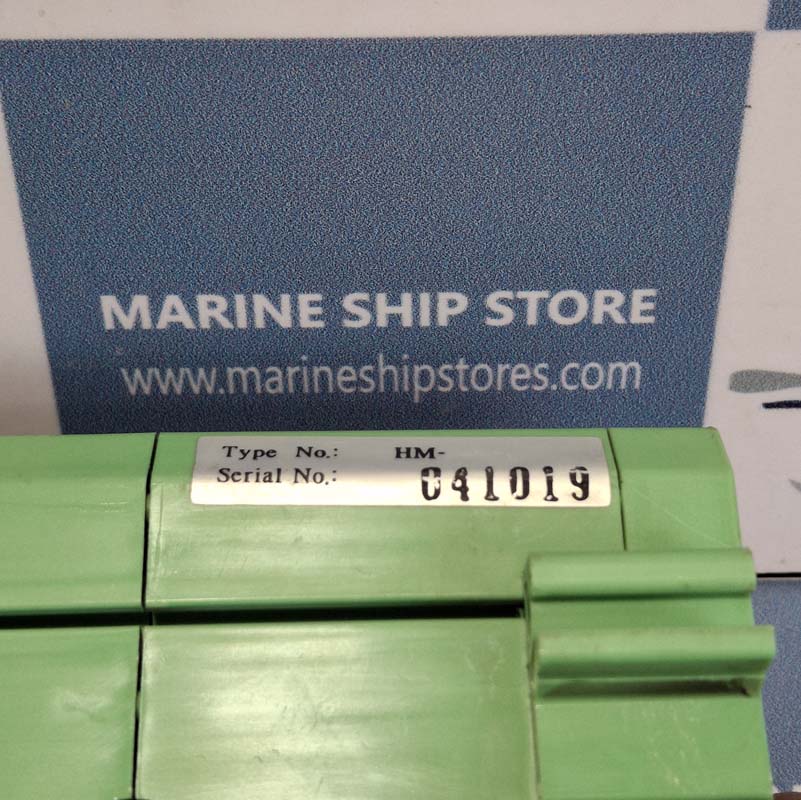 MARINE SHIP STORE
www.marineshipstores.com
Type No.: HM-
Serial No.: 041019